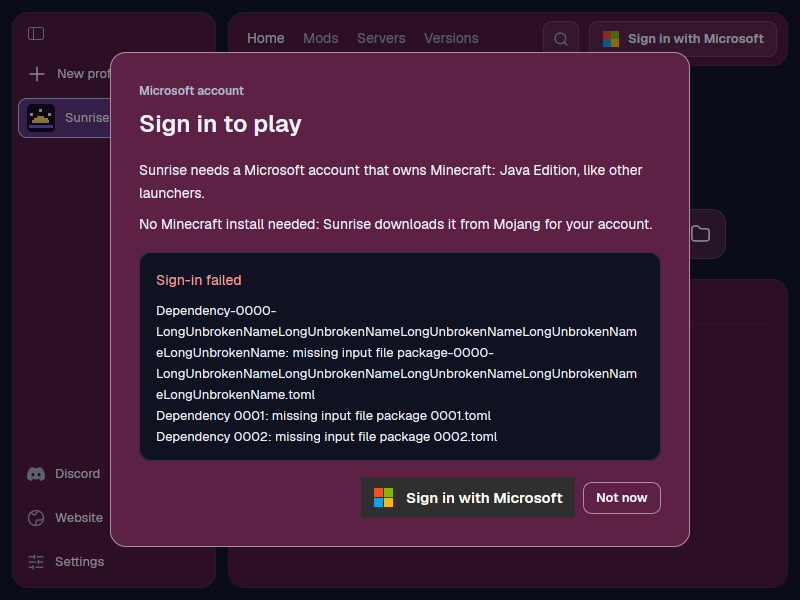 Home Mods Servers Versions
Sign in with Microsoft
New prof
Sunrise
Microsoft account
Sign in to play
Sunrise needs a Microsoft account that owns Minecraft: Java Edition, like other
launchers.
No Minecraft install needed: Sunrise downloads it from Mojang for your account.
Sign-in failed
Dependency-0000-
LongUnbrokenNameLongUnbrokenNameLongUnbrokenNameLongUnbrokenNam
eLongUnbrokenName: missing input file package-0000-
LongUnbrokenNameLongUnbrokenNameLongUnbrokenNameLongUnbrokenNam
eLongUnbrokenName.toml
Dependency 0001: missing input file package 0001.toml
Dependency 0002: missing input file package 0002.toml
Sign in with Microsoft
Not now
Discord
Website
Settings